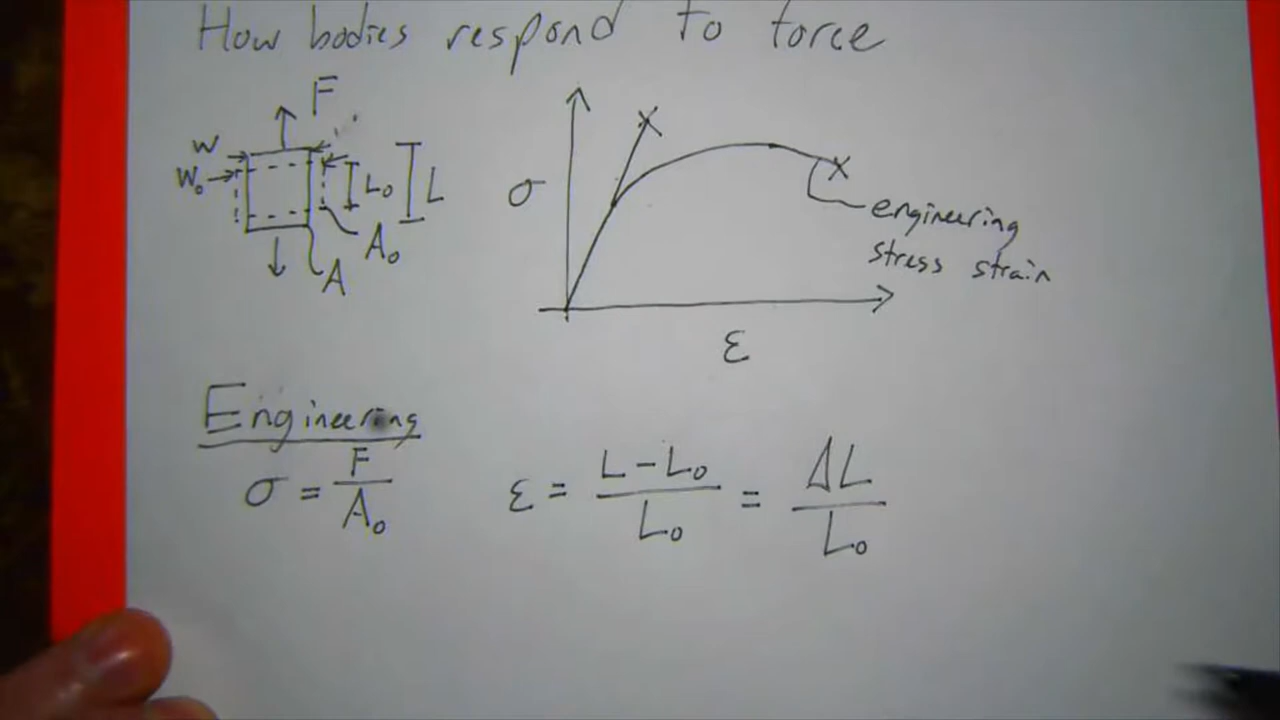 How bodies respond to force
F
W
W₀
L₀
L
A₀
A
σ
ε
engineering
stress strain
Engineering
σ = F/A₀
ε = (L - L₀)/L₀ = ΔL/L₀